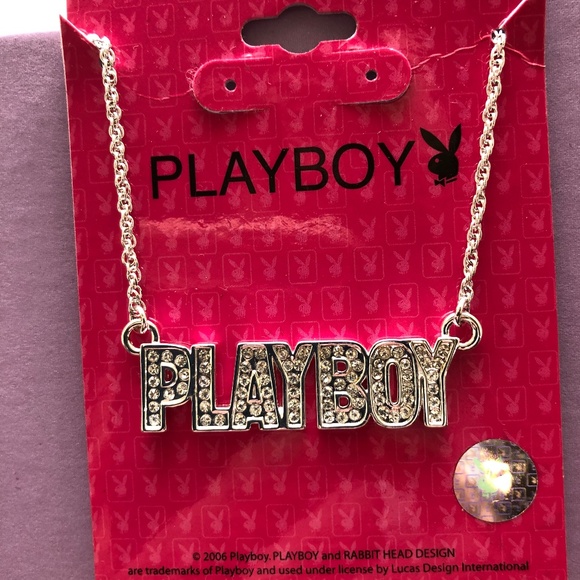 PLAYBOY
PLAYBOY
© 2006 Playboy. PLAYBOY and RABBIT HEAD DESIGN
are trademarks of Playboy and used under license by Lucas Design International